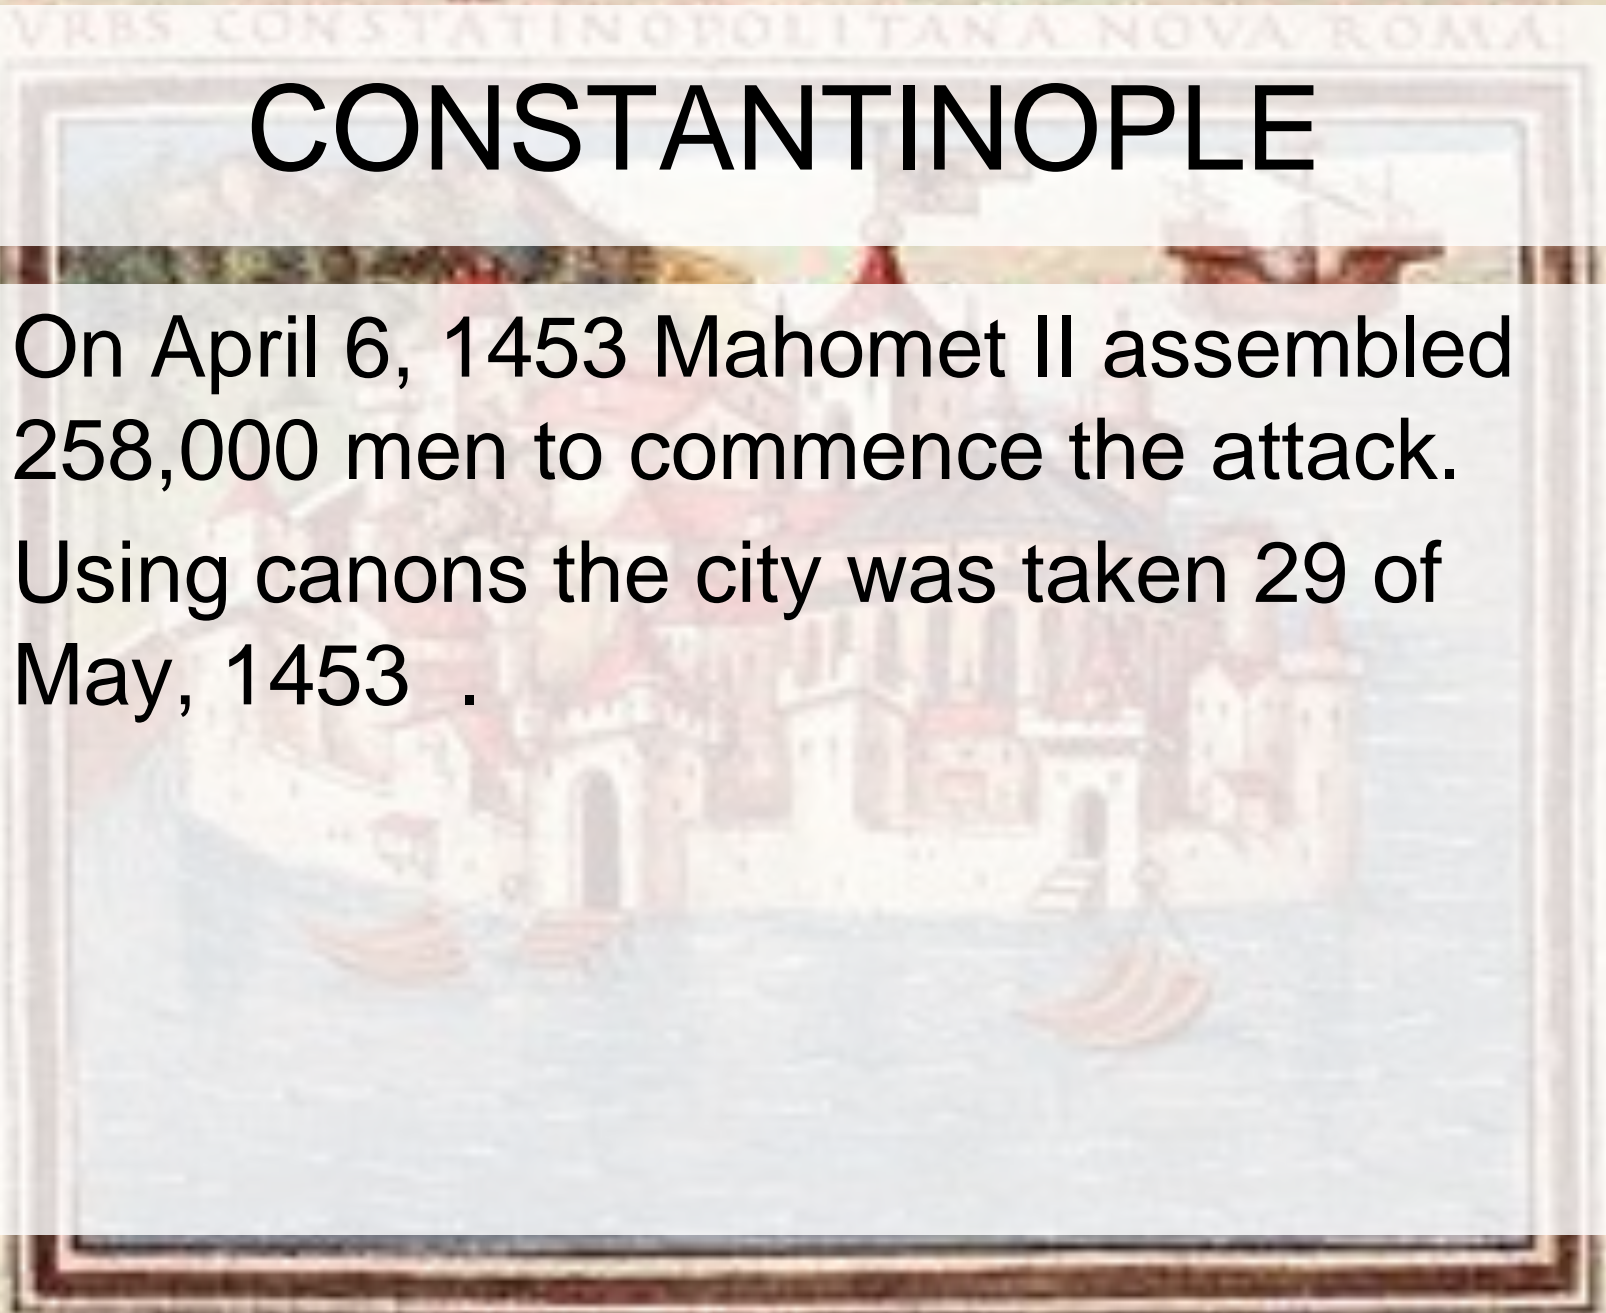 VRBS CONSTATINOPOLITANA NOVA ROMA
CONSTANTINOPLE
On April 6, 1453 Mahomet II assembled
258,000 men to commence the attack.
Using canons the city was taken 29 of
May, 1453 .